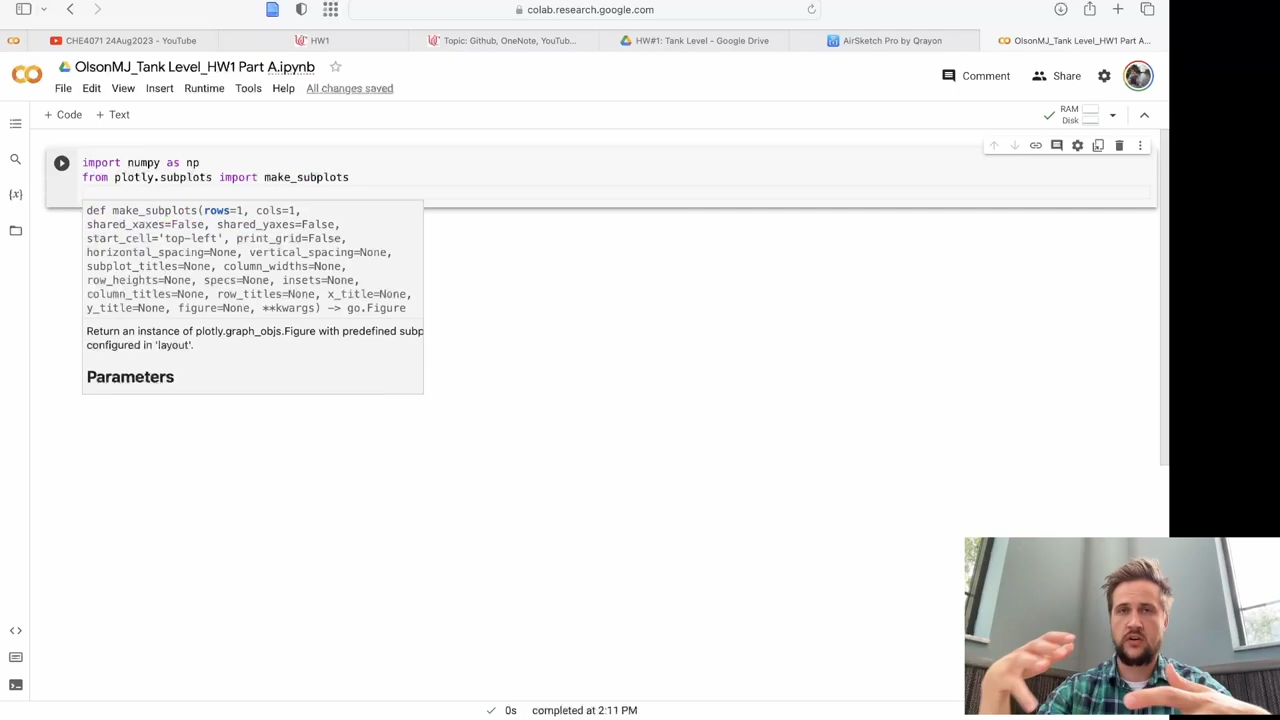 colab.research.google.com
CHE4071 24Aug2023 - YouTube
HW1
Topic: Github, OneNote, YouTub...
HW#1: Tank Level - Google Drive
AirSketch Pro by Qrayon
OlsonMJ_Tank Level_HW1 Part A....
OlsonMJ_Tank Level_HW1 Part A.ipynb
File Edit View Insert Runtime Tools Help All changes saved
Comment Share
+ Code + Text
RAM
Disk
import numpy as np
from plotly.subplots import make_subplots
def make_subplots(rows=1, cols=1,
shared_xaxes=False, shared_yaxes=False,
start_cell='top-left', print_grid=False,
horizontal_spacing=None, vertical_spacing=None,
subplot_titles=None, column_widths=None,
row_heights=None, specs=None, insets=None,
column_titles=None, row_titles=None, x_title=None,
y_title=None, figure=None, **kwargs) -> go.Figure
Return an instance of plotly.graph_objs.Figure with predefined subp
configured in 'layout'.
Parameters
0s completed at 2:11 PM